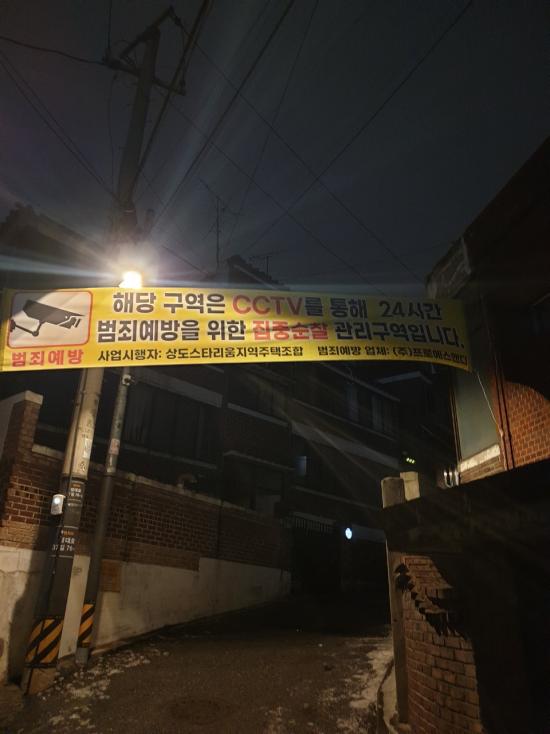 해당 구역은 CCTV를 통해 24시간
범죄예방을 위한 집중순찰 관리구역입니다.
범죄예방
사업시행자: 상도스타리움지역주택조합 범죄예방 업체: (주)프로에스앤디